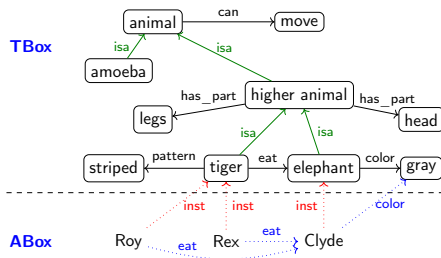 animal can move
TBox
isa isa
amoeba
has_part higher animal has_part
legs head
isa isa
striped pattern tiger eat elephant color gray
inst inst inst color
ABox Roy Rex eat Clyde
eat